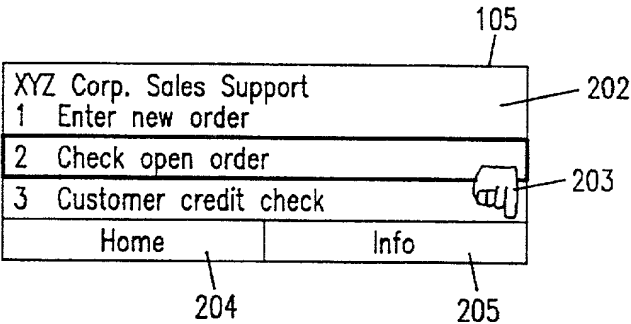 105
XYZ Corp. Sales Support
202
1 Enter new order
2 Check open order
203
3 Customer credit check
Home Info
204 205